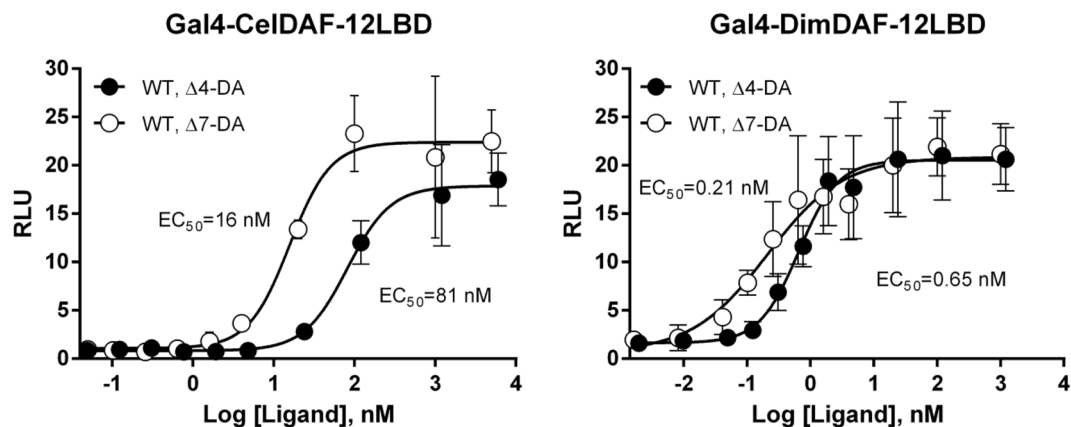 Gal4-CelDAF-12LBD
30
25
20
15
10
5
0
RLU
WT, Δ4-DA
WT, Δ7-DA
EC50=16 nM
EC50=81 nM
-1 0 1 2 3 4
Log [Ligand], nM
Gal4-DimDAF-12LBD
30
25
20
15
10
5
0
RLU
WT, Δ4-DA
WT, Δ7-DA
EC50=0.21 nM
EC50=0.65 nM
-2 -1 0 1 2 3 4
Log [Ligand], nM